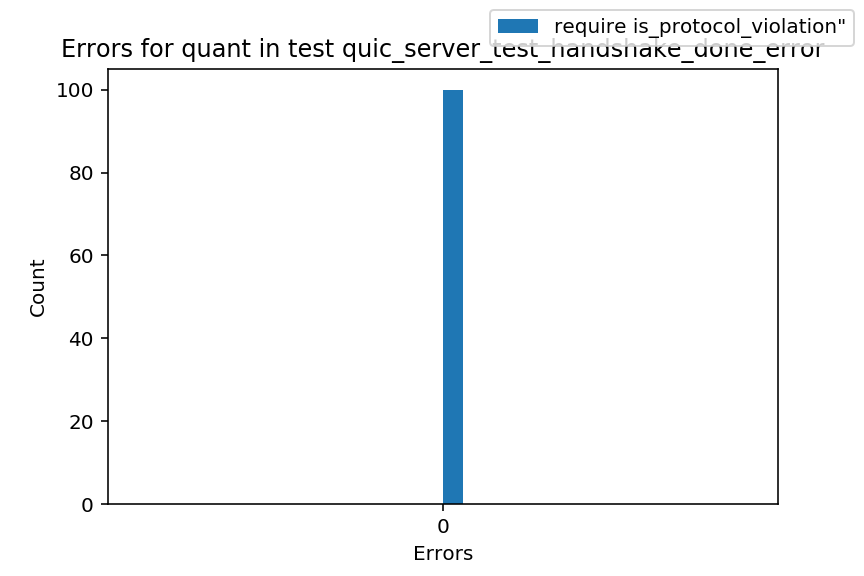 require is_protocol_violation"
Errors for quant in test quic_server_test_handshake_done_error
100
80
60
40
20
0
Count
0
Errors